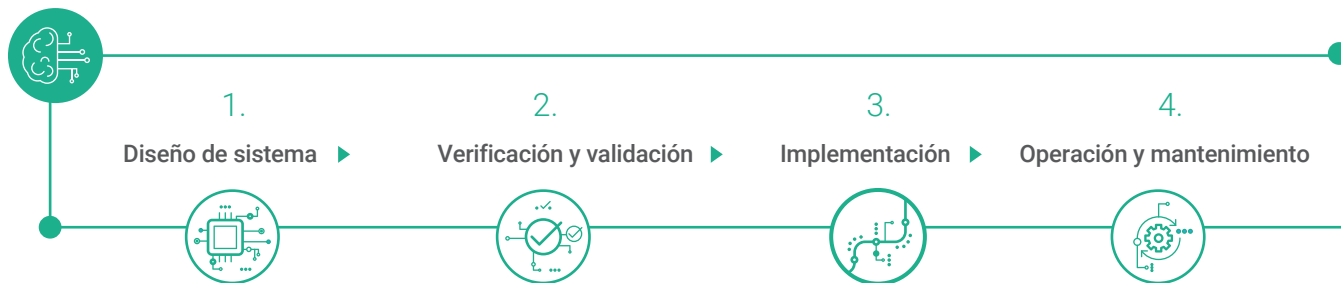 1.
Diseño de sistema
2.
Verificación y validación
3.
Implementación
4.
Operación y mantenimiento